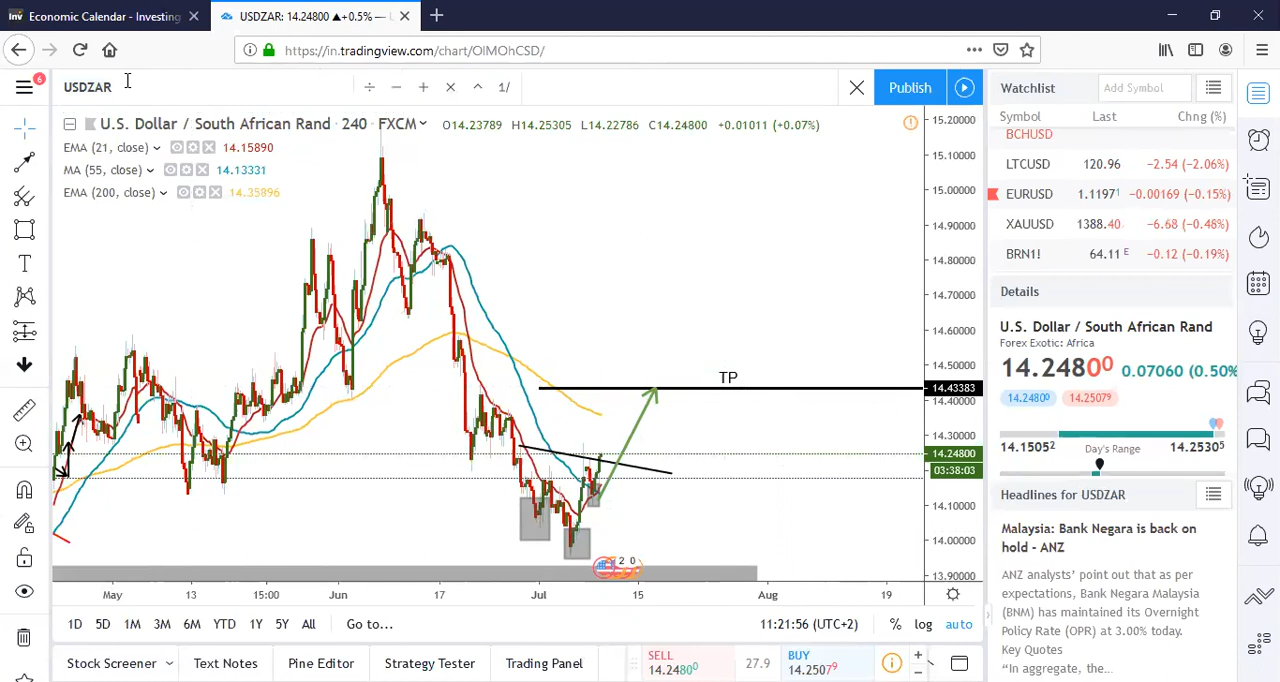 Economic Calendar - Investing
USDZAR: 14.24800 ▲+0.5% —
https://in.tradingview.com/chart/OIMOhCSD/
6
USDZAR
÷ − + × ^ 1/
Publish
U.S. Dollar / South African Rand · 240 · FXCM
O14.23789 H14.25305 L14.22786 C14.24800 +0.01011 (+0.07%)
EMA (21, close) 14.15890
MA (55, close) 14.13331
EMA (200, close) 14.35896
TP
2 0
15.20000
15.10000
15.00000
14.90000
14.80000
14.70000
14.60000
14.50000
14.43383
14.40000
14.30000
14.24800
03:38:03
14.10000
14.00000
13.90000
May 13 15:00 Jun 17 Jul 15 Aug 19
1D 5D 1M 3M 6M YTD 1Y 5Y All Go to...
11:21:56 (UTC+2) % log auto
Stock Screener Text Notes Pine Editor Strategy Tester Trading Panel
SELL
14.24800
27.9
BUY
14.25079
Watchlist
Add Symbol
Symbol Last Chng (%)
BCHUSD
LTCUSD 120.96 −2.54 (−2.06%)
EURUSD 1.11971 −0.00169 (−0.15%)
XAUUSD 1388.40 −6.68 (−0.48%)
BRN1! 64.11 E −0.12 (−0.19%)
Details
U.S. Dollar / South African Rand
Forex Exotic: Africa
14.24800 0.07060 (0.50%
14.24800 14.25079
14.15052 Day's Range 14.25305
Headlines for USDZAR
Malaysia: Bank Negara is back on
hold - ANZ
ANZ analysts' point out that as per
expectations, Bank Negara Malaysia
(BNM) has maintained its Overnight
Policy Rate (OPR) at 3.00% today.
Key Quotes
"In aggregate, the...